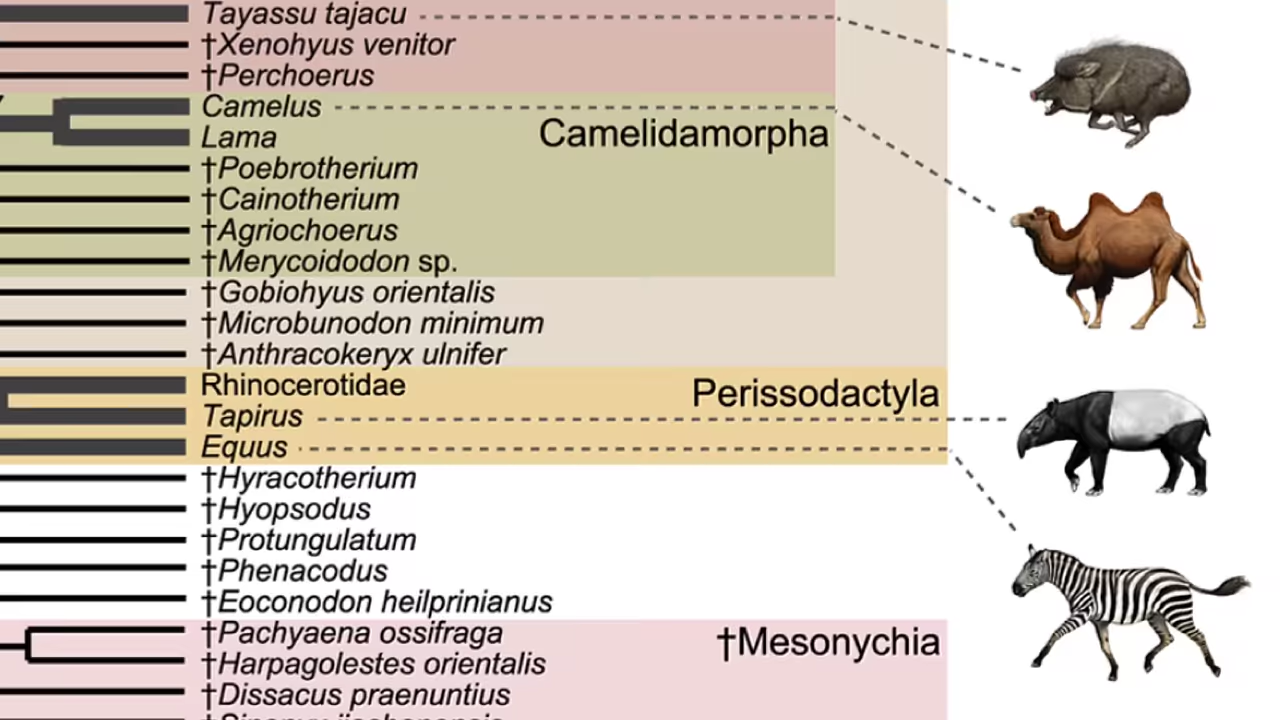 Tayassu tajacu
†Xenohyus venitor
†Perchoerus
Camelus
Camelidamorpha
Lama
†Poebrotherium
†Cainotherium
†Agriochoerus
†Merycoidodon sp.
†Gobiohyus orientalis
†Microbunodon minimum
†Anthracokeryx ulnifer
Rhinocerotidae
Perissodactyla
Tapirus
Equus
†Hyracotherium
†Hyopsodus
†Protungulatum
†Phenacodus
†Eoconodon heilprinianus
†Pachyaena ossifraga
†Mesonychia
†Harpagolestes orientalis
†Dissacus praenuntius